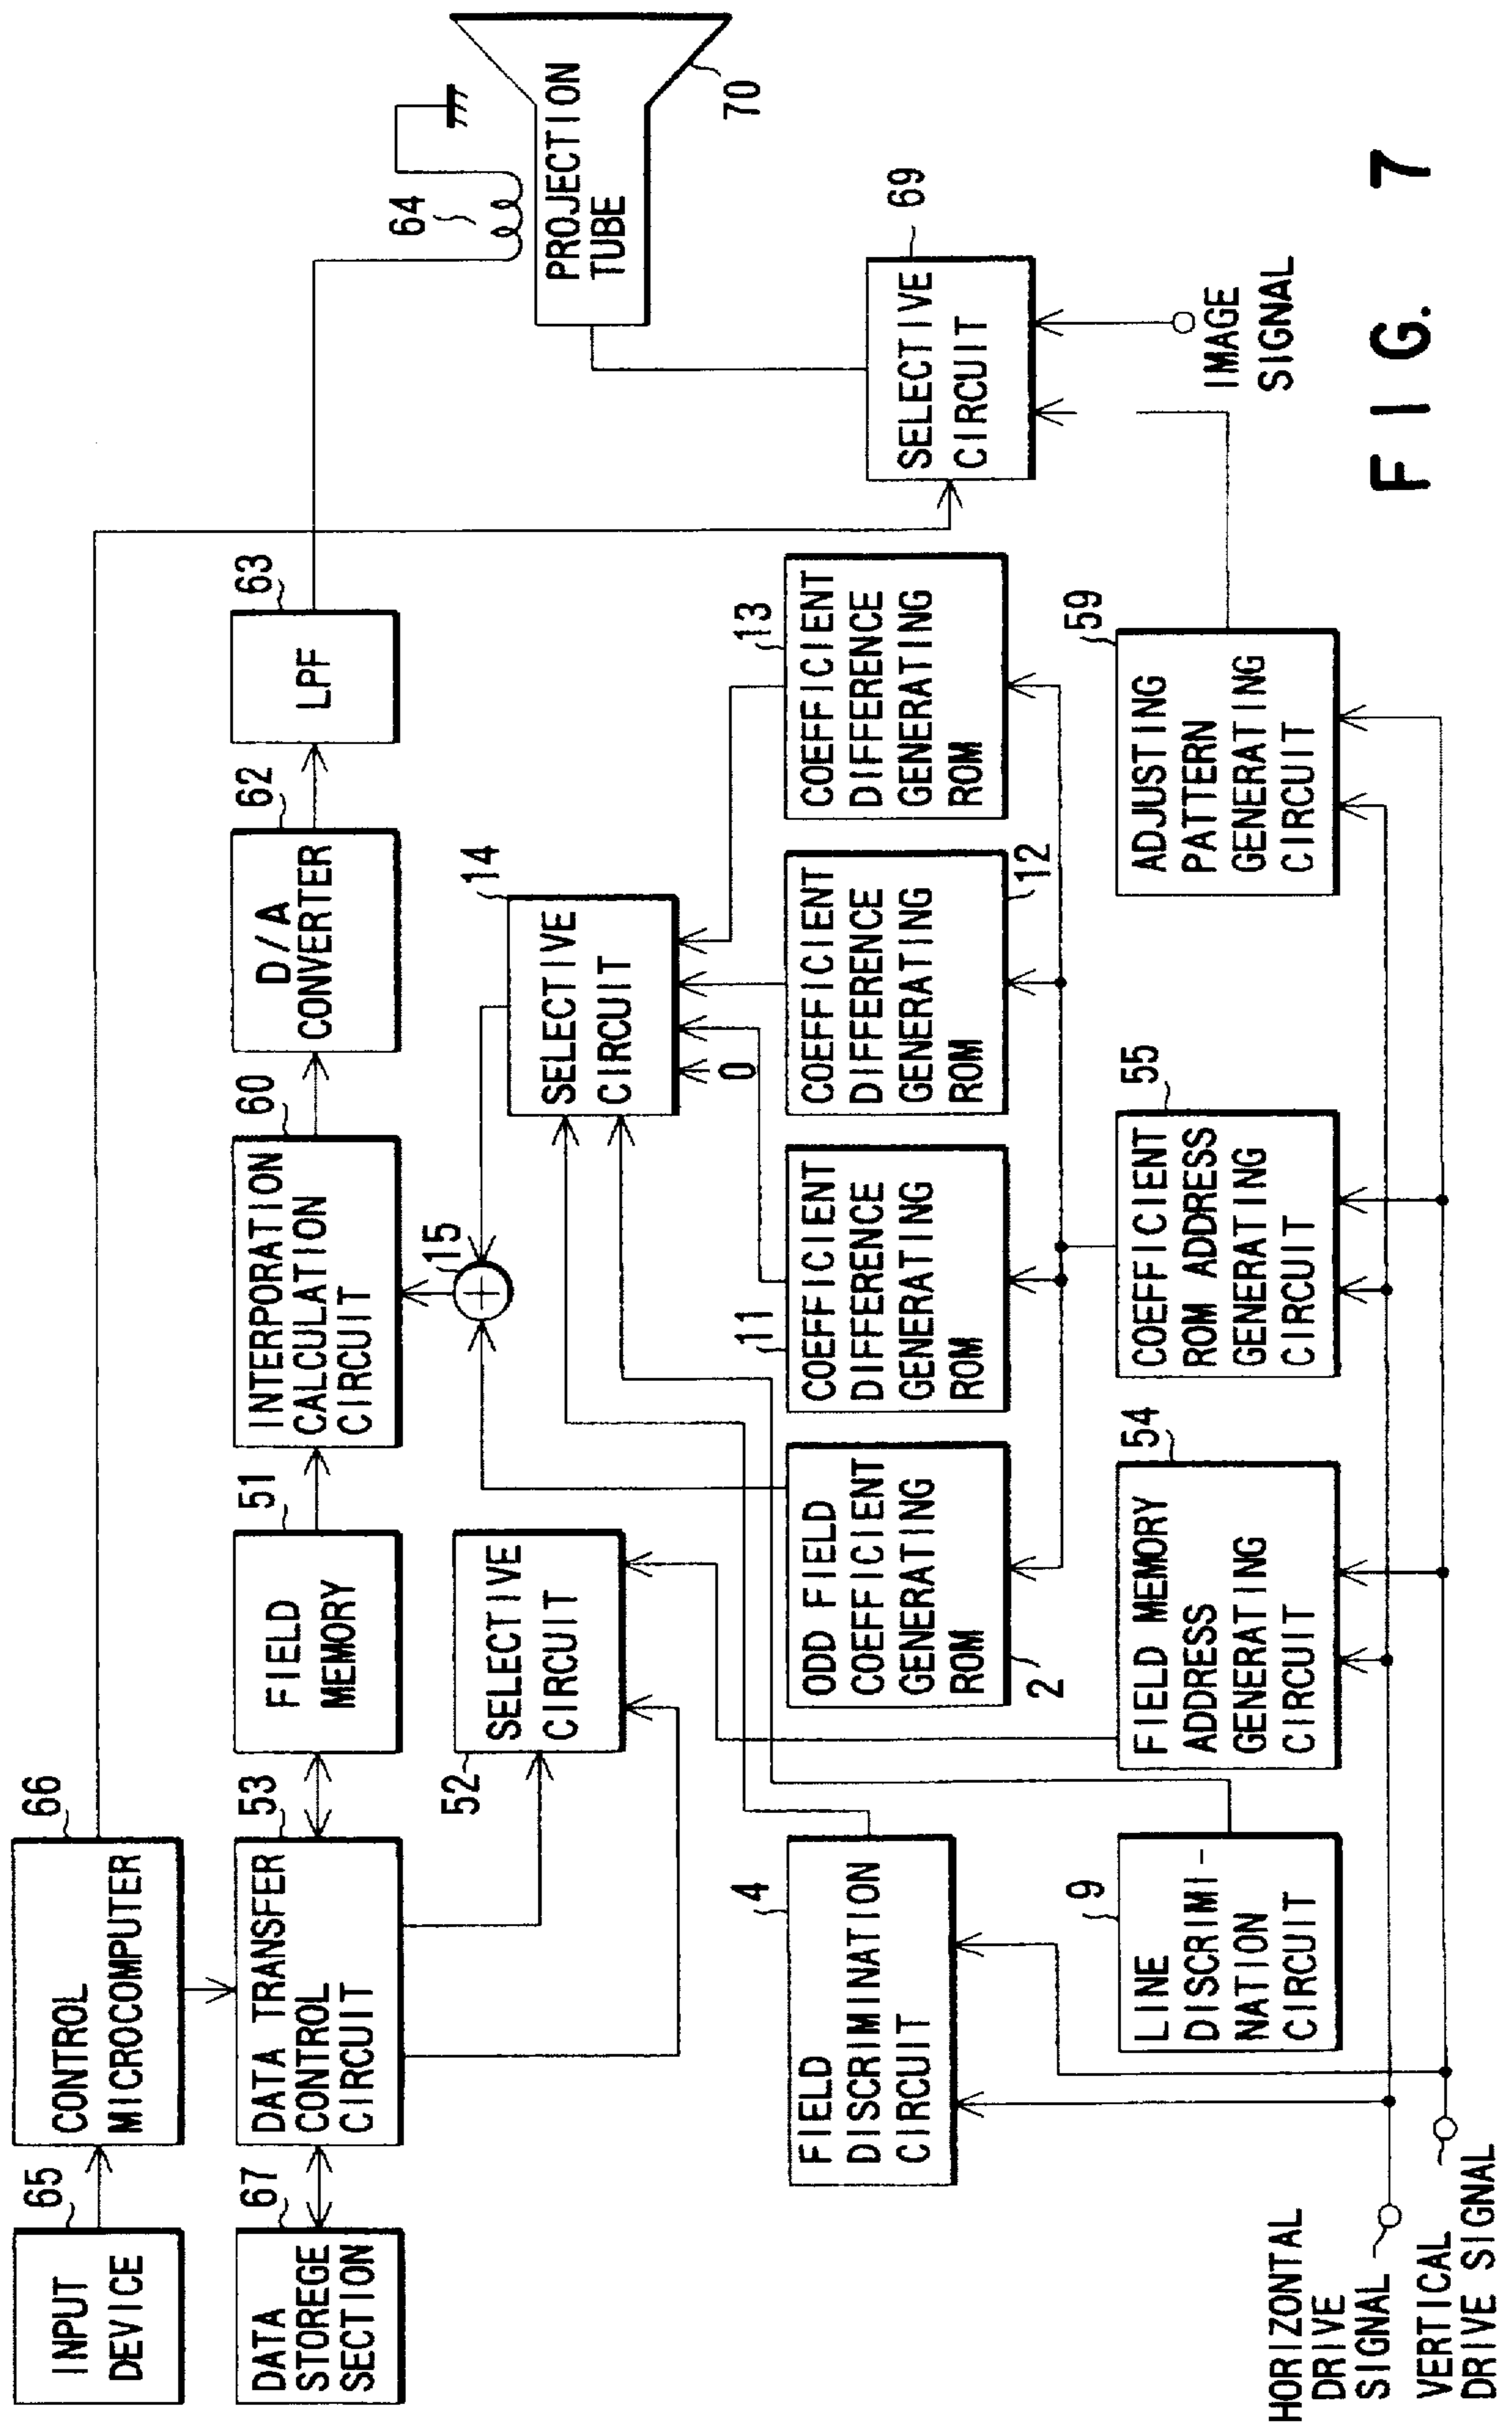 INPUT
DEVICE
65
CONTROL
MICROCOMPUTER
66
DATA
STOREGE
SECTION
67
DATA TRANSFER
CONTROL
CIRCUIT
53
FIELD
MEMORY
51
INTERPORATION
CALCULATION
CIRCUIT
60
D/A
CONVERTER
62
LPF
63
64
PROJECTION
TUBE
70
SELECTIVE
CIRCUIT
52
15
SELECTIVE
CIRCUIT
14
0
FIELD
DISCRIMINATION
CIRCUIT
4
ODD FIELD
COEFFICIENT
GENERATING
ROM
2
COEFFICIENT
DIFFERENCE
GENERATING
ROM
11
COEFFICIENT
DIFFERENCE
GENERATING
ROM
12
COEFFICIENT
DIFFERENCE
GENERATING
ROM
13
SELECTIVE
CIRCUIT
69
LINE
DISCRIMI-
NATION
CIRCUIT
9
FIELD MEMORY
ADDRESS
GENERATING
CIRCUIT
54
COEFFICIENT
ROM ADDRESS
GENERATING
CIRCUIT
55
ADJUSTING
PATTERN
GENERATING
CIRCUIT
59
IMAGE
SIGNAL
HORIZONTAL
DRIVE
SIGNAL
VERTICAL
DRIVE SIGNAL
FIG. 7